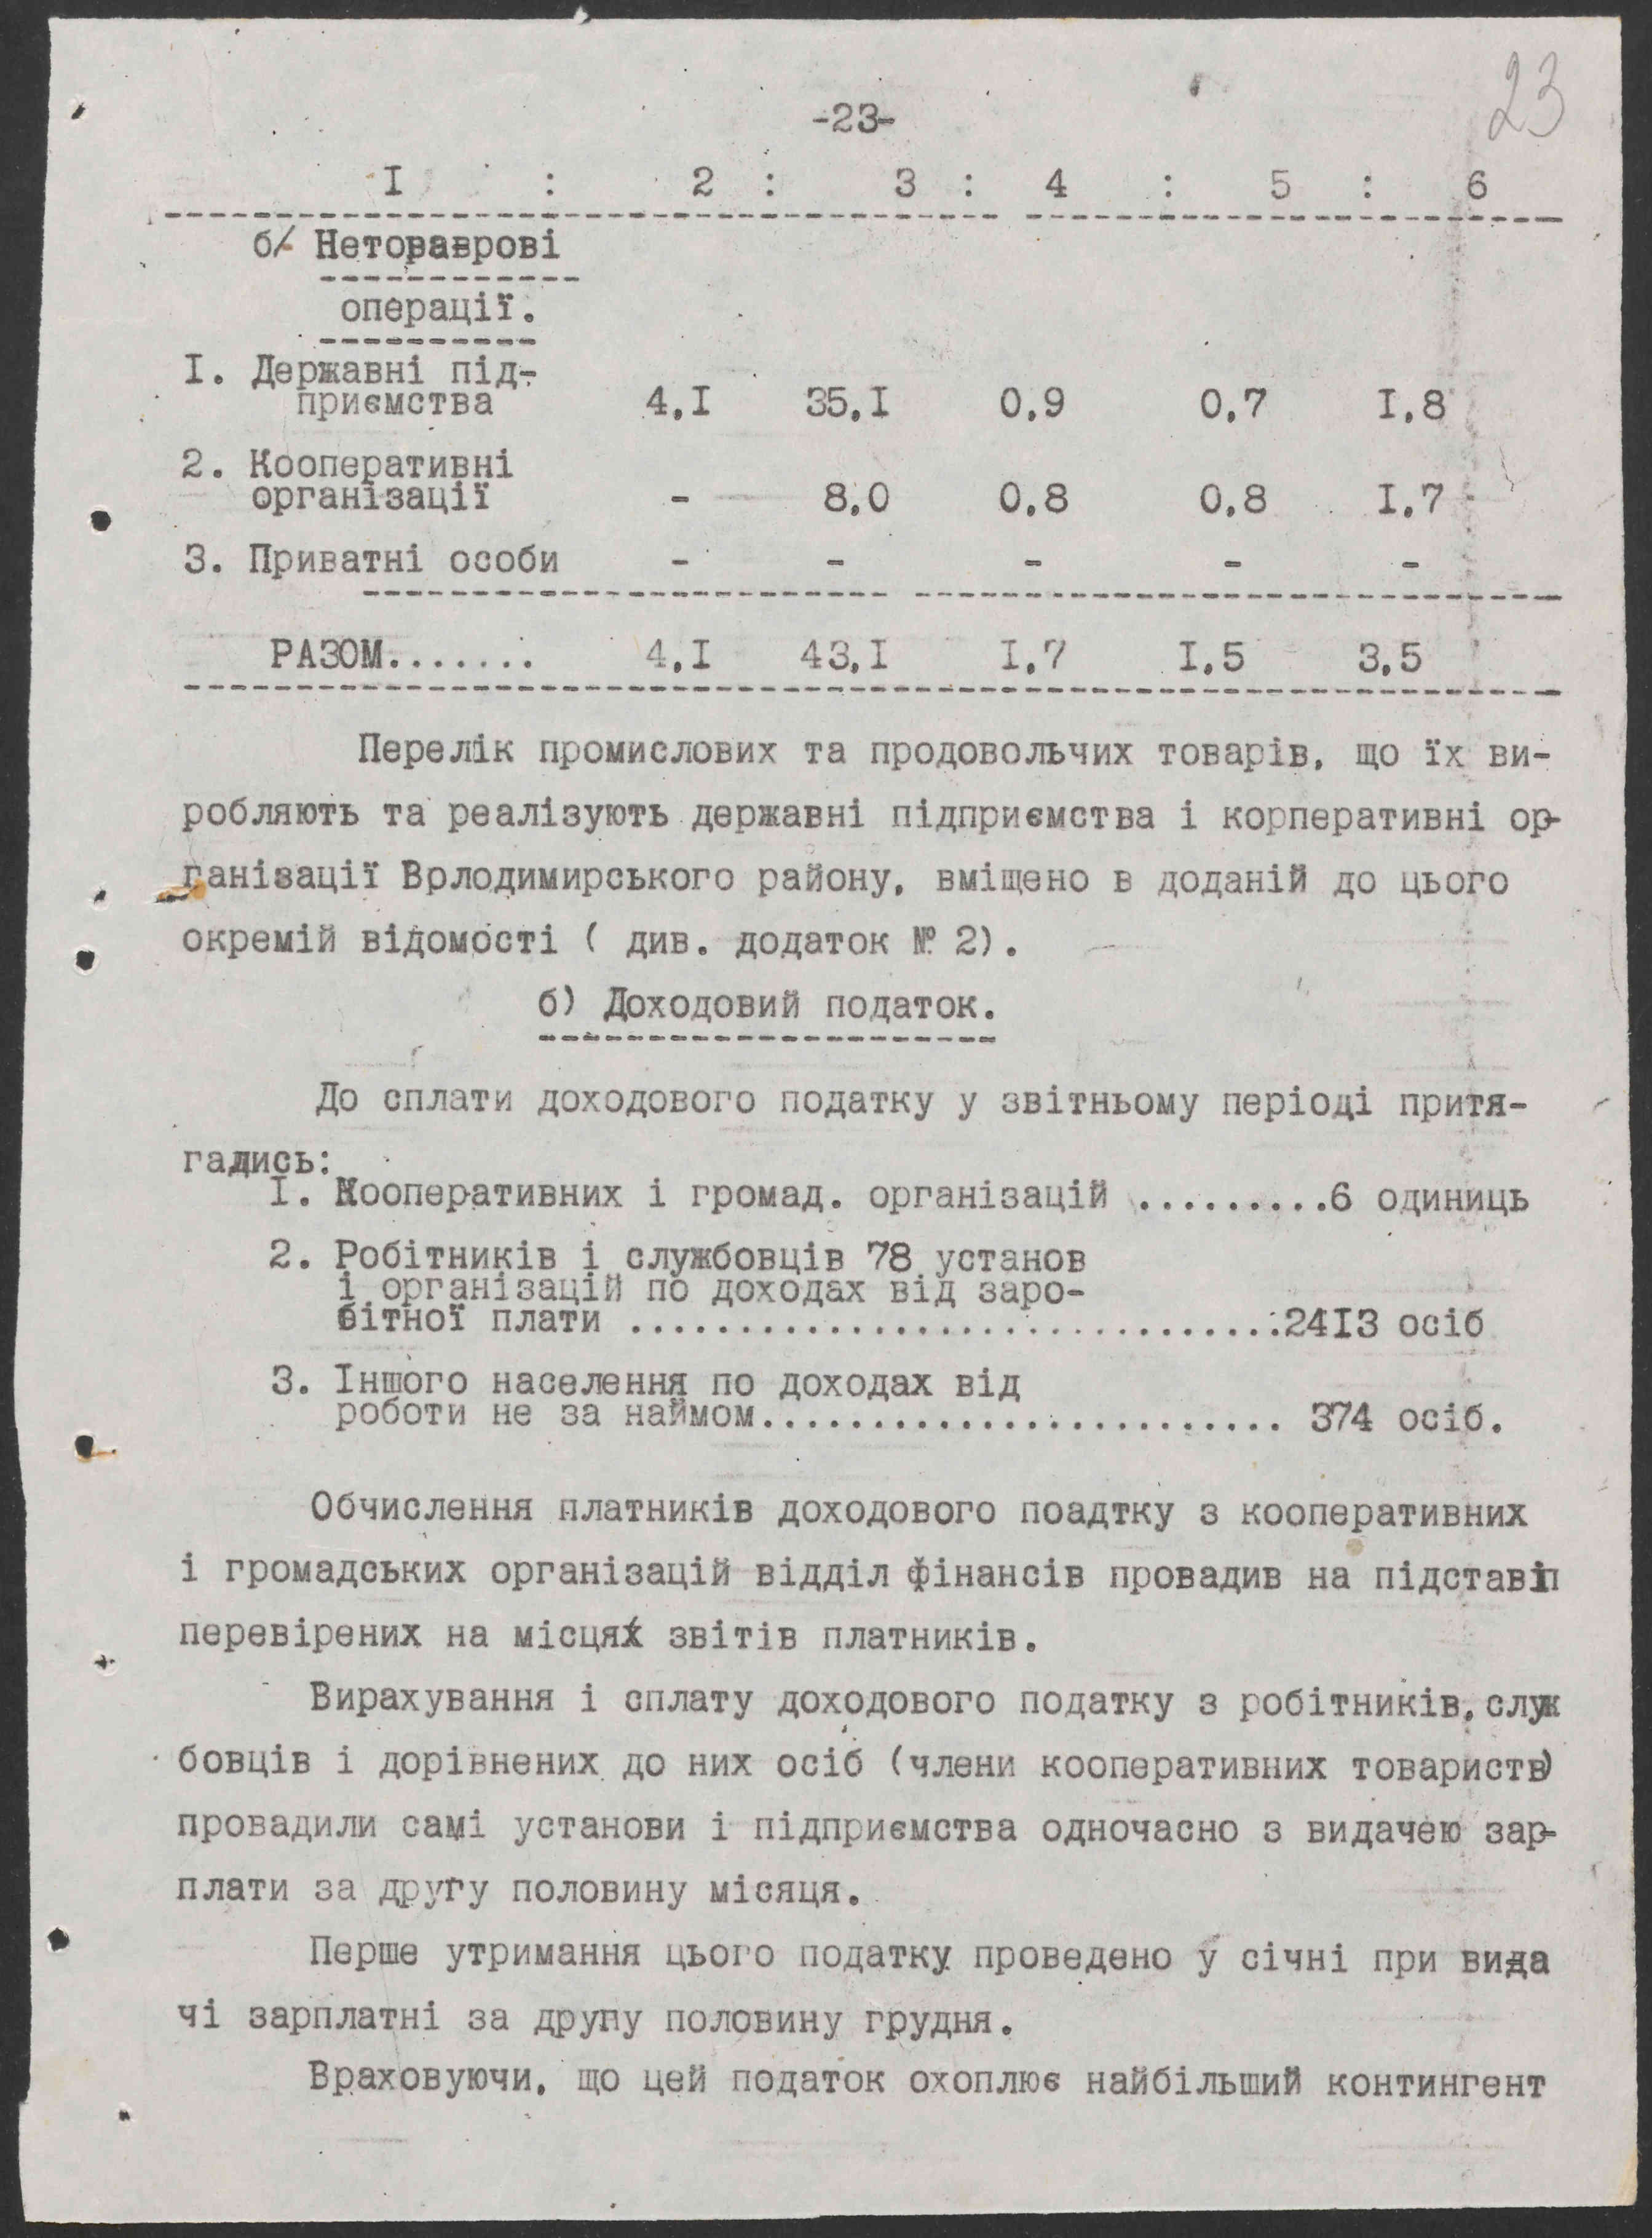 23
-23-
I : 2 : 3 : 4 : 5 : 6
б/ Нетоваврові
операції.
I. Державні під-
приємства 4,I 35,I 0,9 0,7 I,8
2. Кооперативні
організації - 8,0 0,8 0,8 I,7
3. Приватні особи - - - - -
РАЗОМ....... 4,I 43,I I,7 I,5 3,5
Перелік промислових та продовольчих товарів, що їх ви-
робляють та реалізують державні підприємства і корперативні ор-
ганізації Врлодимирського району, вміщено в доданій до цього
окремій відомості ( див. додаток № 2).
б) Доходовий податок.
До сплати доходового податку у звітньому періоді притя-
гались:
I. Кооперативних і громад. організацій .........6 одиниць
2. Робітників і службовців 78 установ
і організацій по доходах від заро-
бітної плати ..............................2413 осіб
3. Іншого населення по доходах від
роботи не за наймом........................ 374 осіб.
Обчислення платників доходового поадтку з кооперативних
і громадських організацій відділ фінансів провадив на підставі
перевірених на місцях звітів платників.
Вирахування і сплату доходового податку з робітників, служ
бовців і дорівнених до них осіб (члени кооперативних товариств)
провадили самі установи і підприємства одночасно з видачею зар-
плати за другу половину місяця.
Перше утримання цього податку проведено у січні при вида
чі зарплатні за другу половину грудня.
Враховуючи, що цей податок охоплює найбільший контингент